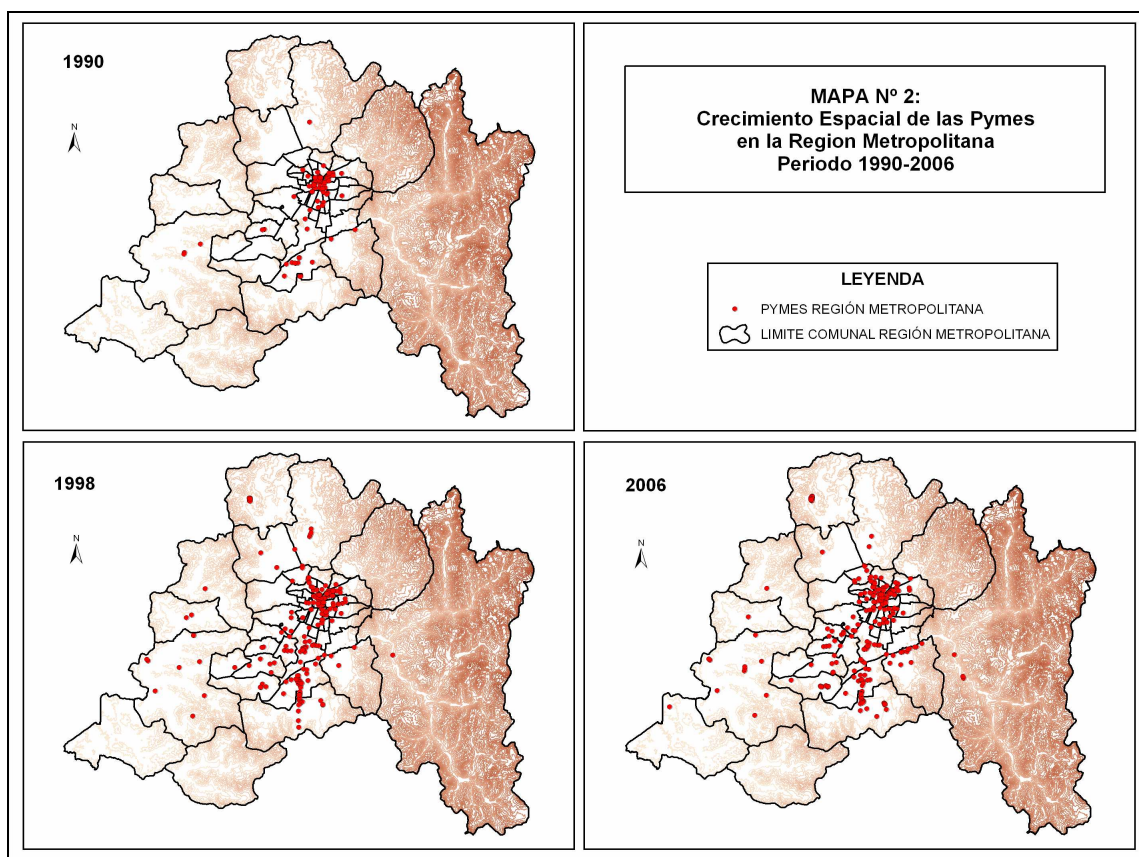 1990
N
MAPA Nº 2:
Crecimiento Espacial de las Pymes
en la Region Metropolitana
Periodo 1990-2006
LEYENDA
PYMES REGIÓN METROPOLITANA
LIMITE COMUNAL REGIÓN METROPOLITANA
1998
N
2006
N